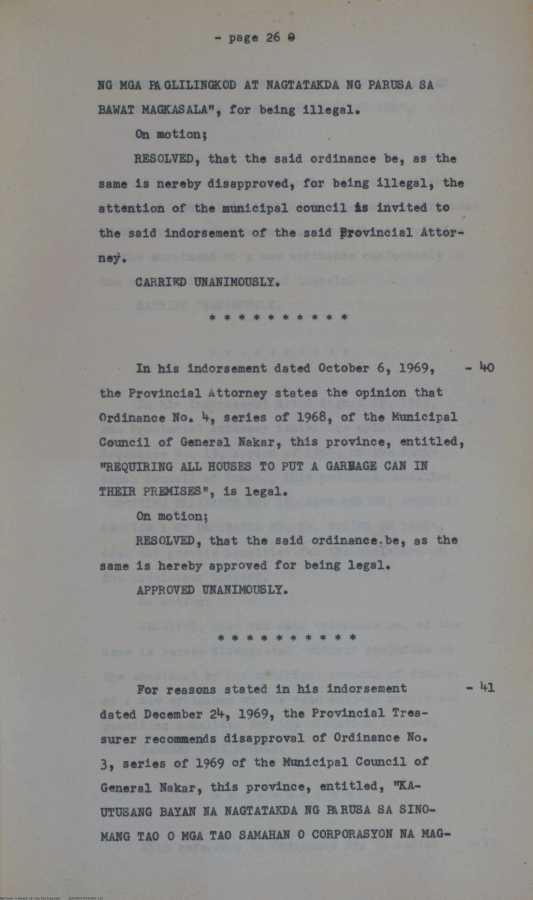 - page 26 -
NG MGA PAGLILINGKOD AT NAGTATAKDA NG PARUSA SA
BAWAT MAGKASALA", for being illegal.
On motion;
RESOLVED, that the said ordinance be, as the
same is nereby disapproved, for being illegal, the
attention of the municipal council is invited to
the said indorsement of the said Provincial Attor-
ney.
CARRIED UNANIMOUSLY.
* * * * * * * * * *
In his indorsement dated October 6, 1969, - 40
the Provincial Attorney states the opinion that
Ordinance No. 4, series of 1968, of the Municipal
Council of General Nakar, this province, entitled,
"REQUIRING ALL HOUSES TO PUT A GARBAGE CAN IN
THEIR PREMISES", is legal.
On motion;
RESOLVED, that the said ordinance.be, as the
same is hereby approved for being legal.
APPROVED UNANIMOUSLY.
* * * * * * * * * *
For reasons stated in his indorsement - 41
dated December 24, 1969, the Provincial Trea-
surer recommends disapproval of Ordinance No.
3, series of 1969 of the Municipal Council of
General Nakar, this province, entitled, "KA-
UTUSANG BAYAN NA NAGTATAKDA NG PARUSA SA SINO-
MANG TAO O MGA TAO SAMAHAN O CORPORASYON NA MAG-